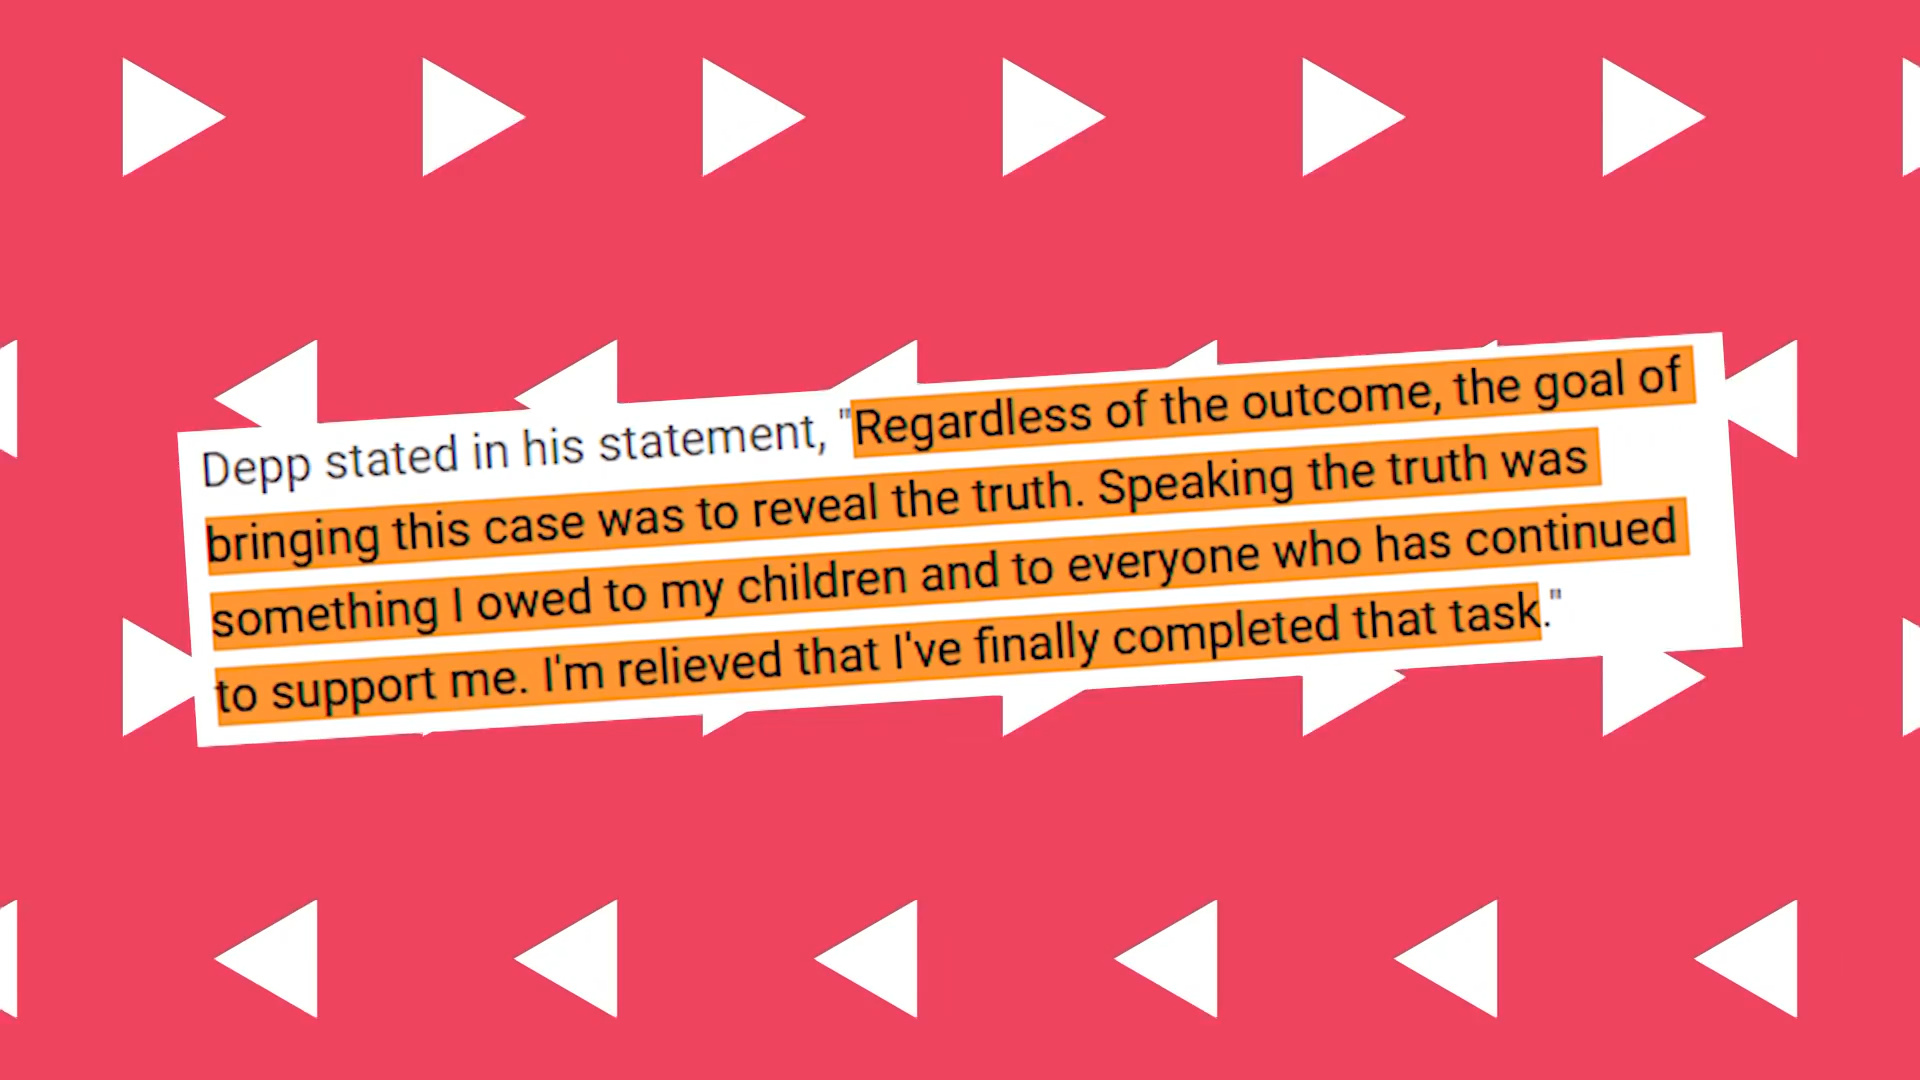 Depp stated in his statement, "Regardless of the outcome, the goal of
bringing this case was to reveal the truth. Speaking the truth was
something I owed to my children and to everyone who has continued
to support me. I'm relieved that I've finally completed that task."